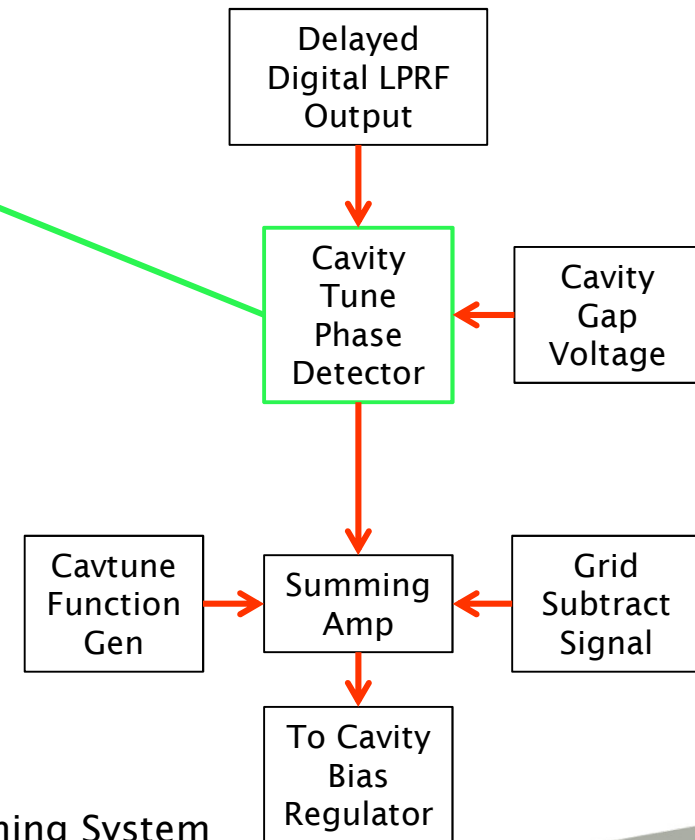 Delayed
Digital LPRF
Output
Cavity
Tune
Phase
Detector
Cavity
Gap
Voltage
Cavtune
Function
Gen
Summing
Amp
Grid
Subtract
Signal
To Cavity
Bias
Regulator
System